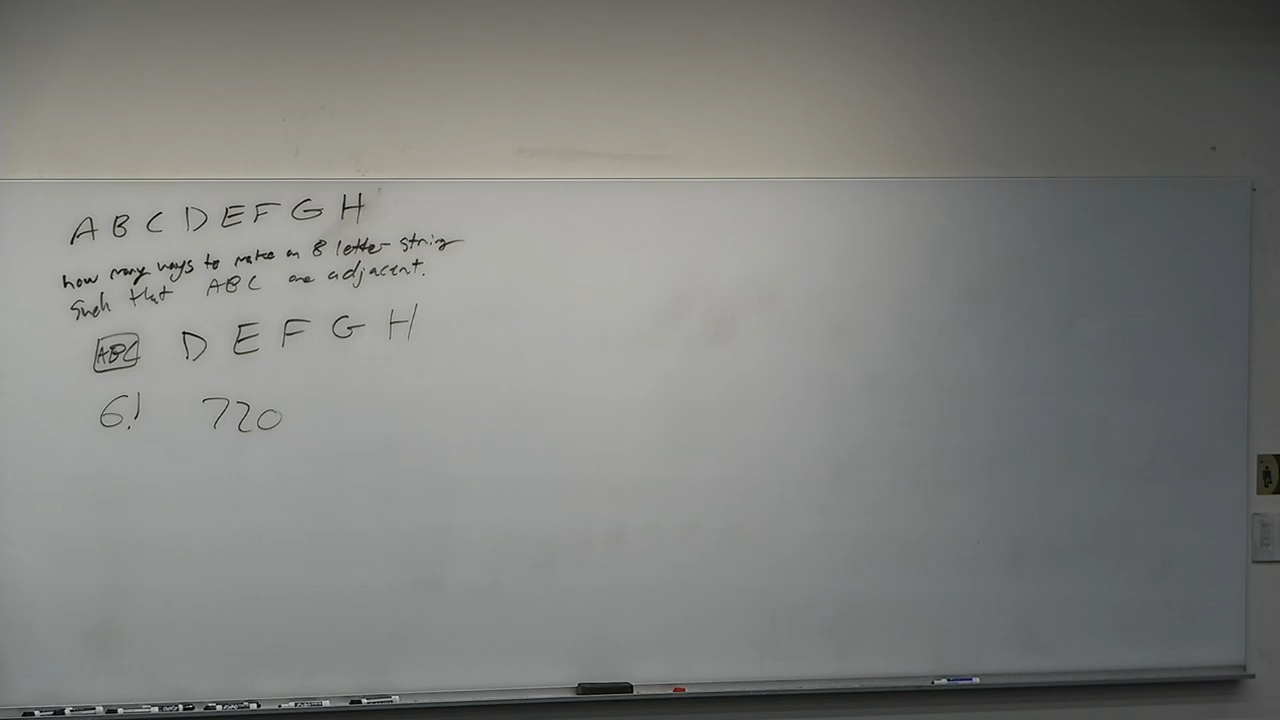 A B C D E F G H
how many ways to make an 8 letter string
such that ABC are adjacent.
ABC D E F G H
6! 720